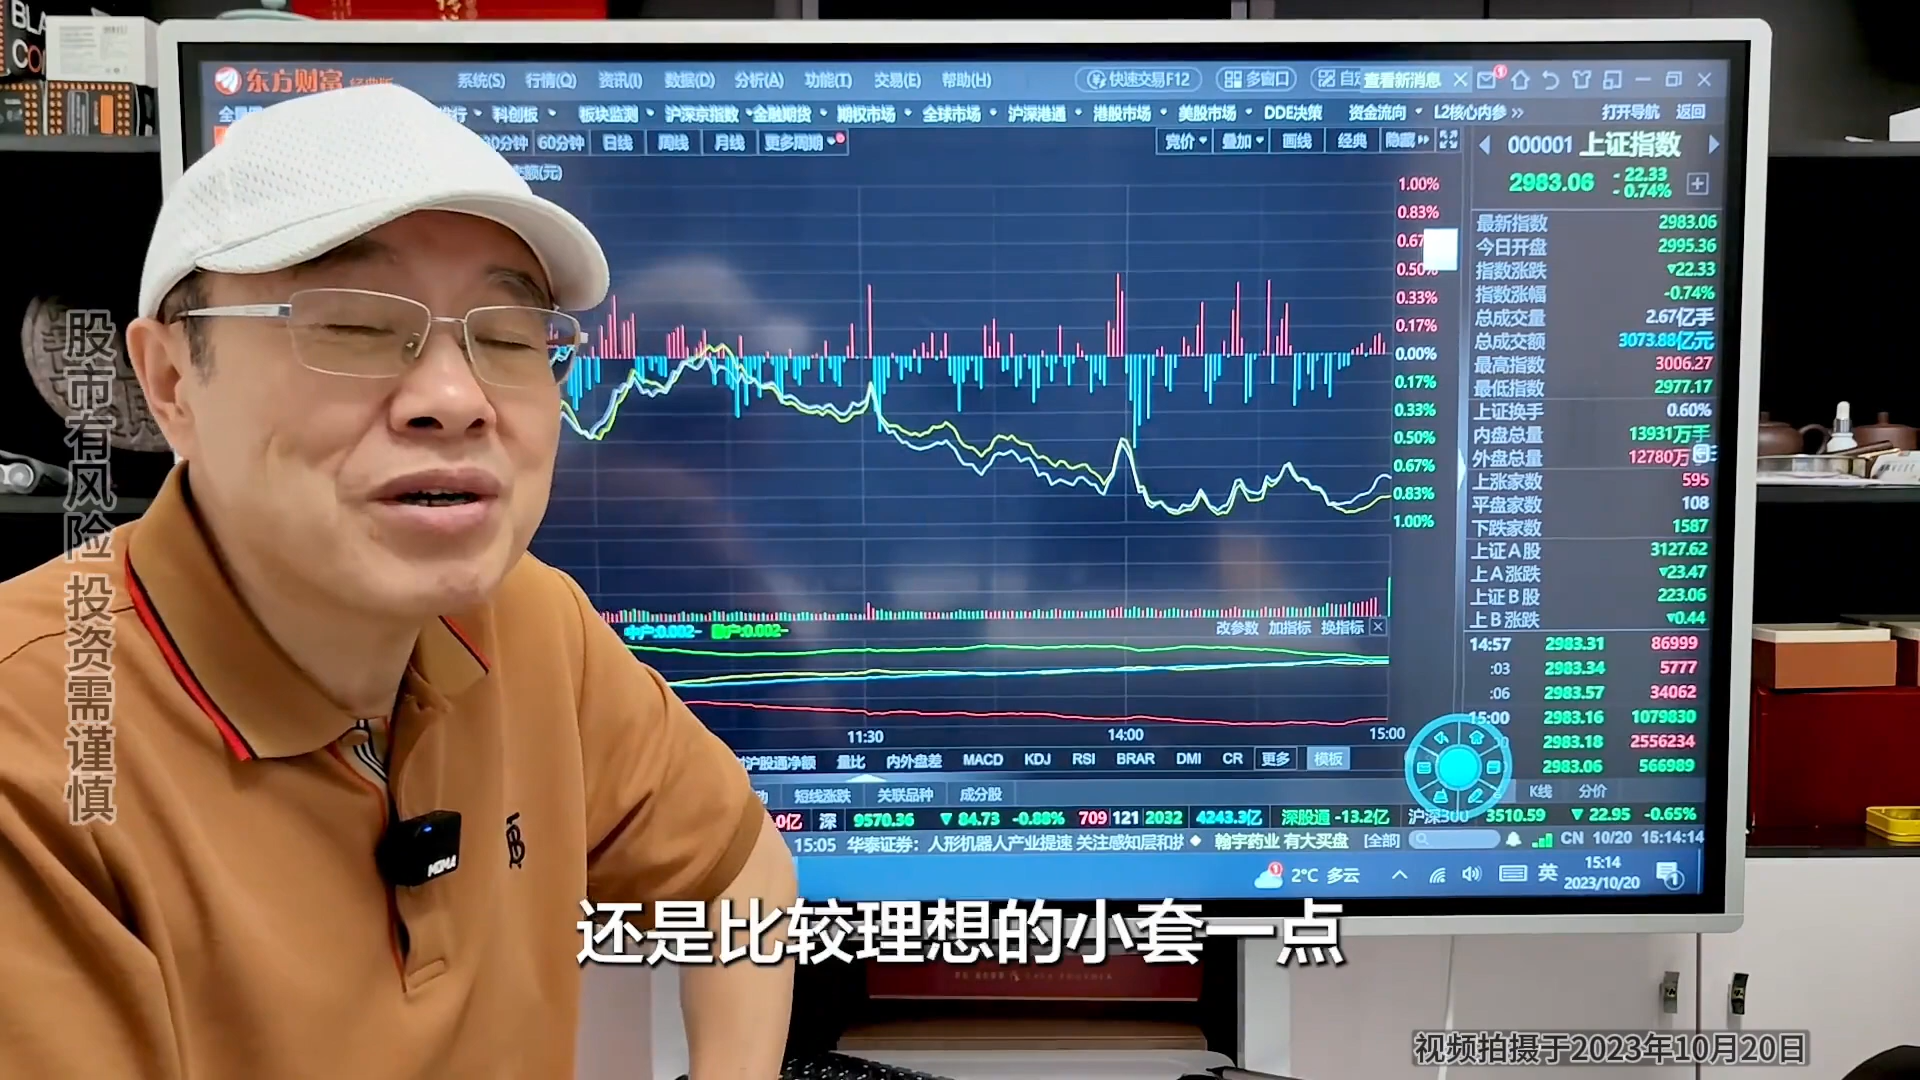 东方财富 经典版
系统(S) 行情(Q) 资讯(I) 数据(D) 分析(A) 功能(T) 交易(E) 帮助(H) 快速交易F12 多窗口 查看新消息
科创板 板块监测 沪深京指数 金融期货 期权市场 全球市场 沪深港通 港股市场 美股市场 DDE决策 资金流向 L2核心内参 打开导航 返回
60分钟 日线 周线 月线 更多周期 竞价 叠加 画线 经典 隐藏
000001 上证指数
2983.06 -22.33 -0.74%
1.00%
0.83%
0.50%
0.33%
0.17%
0.00%
0.17%
0.33%
0.50%
0.67%
0.83%
1.00%
最新指数 2983.06
今日开盘 2995.36
指数涨跌 ▼22.33
指数涨幅 -0.74%
总成交量 2.67亿手
总成交额 3073.88亿元
最高指数 3006.27
最低指数 2977.17
上证换手 0.60%
内盘总量 13931万手
外盘总量 12780万
上涨家数 595
平盘家数 108
下跌家数 1587
上证A股 3127.62
上A涨跌 ▼23.47
上证B股 223.06
上B涨跌 ▼0.44
14:57 2983.31 86999
:03 2983.34 5777
:06 2983.57 34062
15:00 2983.16 1079830
2983.18 2556234
2983.06 566989
改参数 加指标 换指标
11:30 14:00 15:00
沪股通净额 量比 内外盘差 MACD KDJ RSI BRAR DMI CR 更多 模板
短线涨跌 关联品种 成分股 K线 分价
深 9570.36 ▼84.73 -0.88% 709 121 2032 4243.3亿 深股通 -13.2亿 沪深300 3510.59 ▼22.95 -0.65%
15:05 华泰证券：人形机器人产业提速 关注感知层和 翰宇药业 有大买盘 [全部] CN 10/20 15:14:14
2°C 多云 英 15:14
2023/10/20
股市有风险 投资需谨慎
MOMA
还是比较理想的小套一点
视频拍摄于2023年10月20日